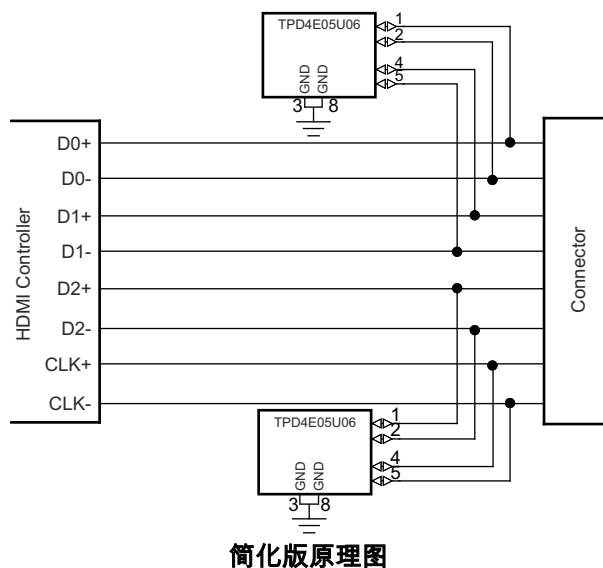 TPD4E05U06
1
2
4
5
GND
GND
3
8
HDMI Controller
D0+
D0-
D1+
D1-
D2+
D2-
CLK+
CLK-
Connector
TPD4E05U06
1
2
4
5
GND
GND
3
8
简化版原理图